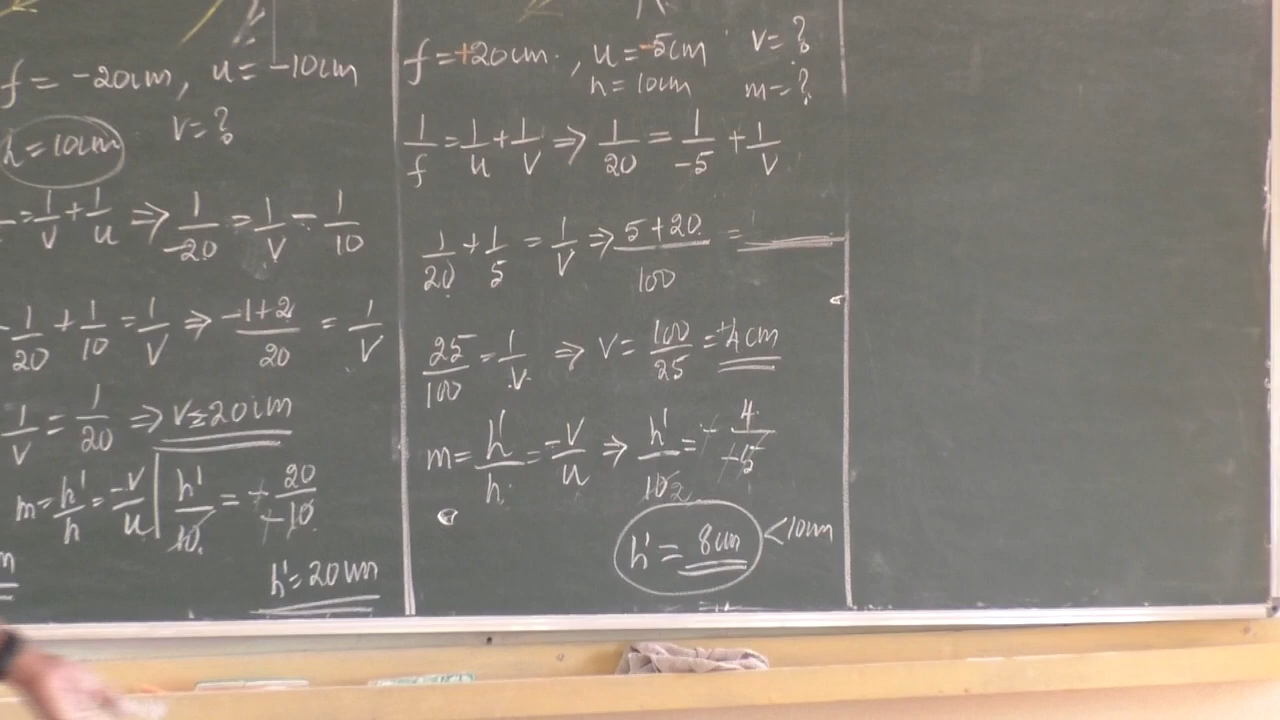 f = -20cm, u = -10cm
v = ?
h = 10cm
= 1/v + 1/u ⇒ 1/-20 = 1/v - 1/10
-1/20 + 1/10 = 1/v ⇒ -1+2/20 = 1/v
1/v = 1/20 ⇒ v = 20cm
m = h'/h = -v/u | h'/10 = + 20/+10
h' = 20cm
f = +20cm, u = -5cm v = ?
h = 10cm m = ?
1/f = 1/u + 1/v ⇒ 1/20 = 1/-5 + 1/v
1/20 + 1/5 = 1/v ⇒ 5+20/100 =
25/100 = 1/v ⇒ v = 100/25 = +4cm
m = h'/h = -v/u ⇒ h'/10 2 = + 4/+5
h' = 8cm < 10cm